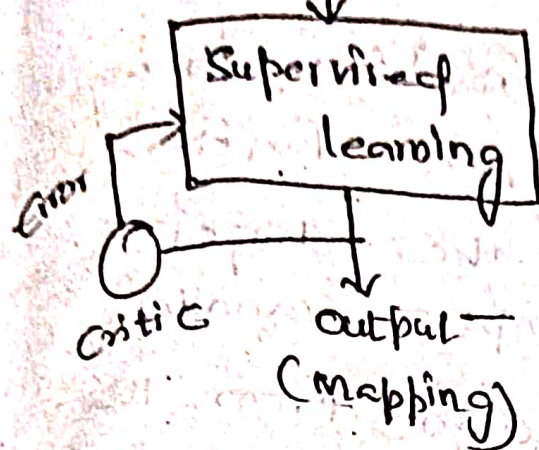 Supervised
learning
Error
Critic
output
(Mapping)